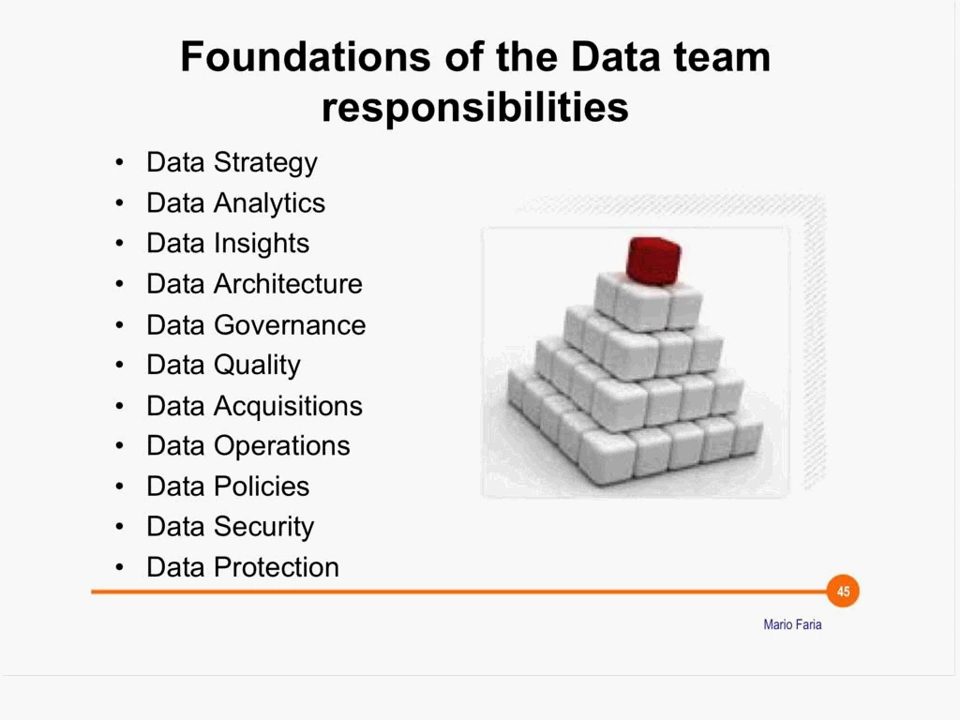 Foundations of the Data team
responsibilities
• Data Strategy
• Data Analytics
• Data Insights
• Data Architecture
• Data Governance
• Data Quality
• Data Acquisitions
• Data Operations
• Data Policies
• Data Security
• Data Protection
45
Mario Faria